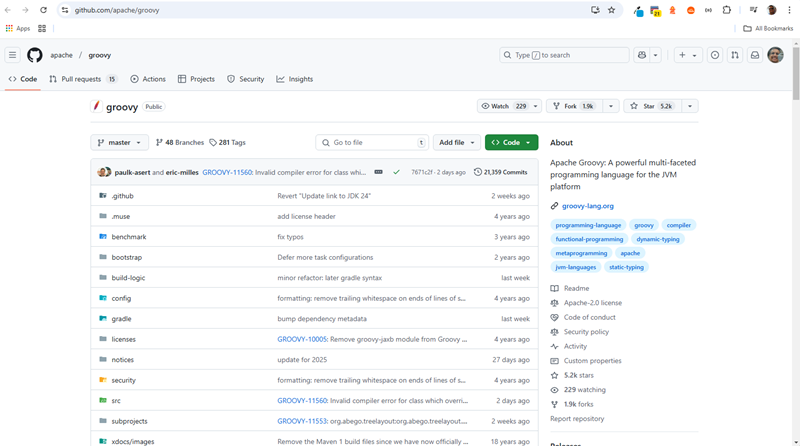 github.com/apache/groovy
21
Apps
All Bookmarks
apache / groovy
Type / to search
Code
Pull requests 15
Actions
Projects
Security
Insights
groovy Public
Watch 229
Fork 1.9k
Star 5.2k
master
48 Branches
281 Tags
Go to file
t
Add file
Code
paulk-asert and eric-milles GROOVY-11560: Invalid compiler error for class which overri... 7671c2f · 2 days ago 21,359 Commits
.github Revert "Update link to JDK 24" 2 weeks ago
.muse add license header 4 years ago
benchmark fix typos 3 years ago
bootstrap Defer more task configurations 2 years ago
build-logic minor refactor: later gradle syntax last week
config formatting: remove trailing whitespace on ends of lines of s... 4 years ago
gradle bump dependency metadata last week
licenses GROOVY-10005: Remove groovy-jaxb module from Groovy ... 4 years ago
notices update for 2025 27 days ago
security formatting: remove trailing whitespace on ends of lines of s... 4 years ago
src GROOVY-11560: Invalid compiler error for class which overri... 2 days ago
subprojects GROOVY-11553: org.abego.treelayout:org.abego.treelayout... 2 weeks ago
xdocs/images Remove the Maven 1 build files since we have now officially ... 18 years ago
About
Apache Groovy: A powerful multi-faceted
programming language for the JVM
platform
groovy-lang.org
programming-language groovy compiler
functional-programming dynamic-typing
metaprogramming apache
jvm-languages static-typing
Readme
Apache-2.0 license
Code of conduct
Security policy
Activity
Custom properties
5.2k stars
229 watching
1.9k forks
Report repository
Releases